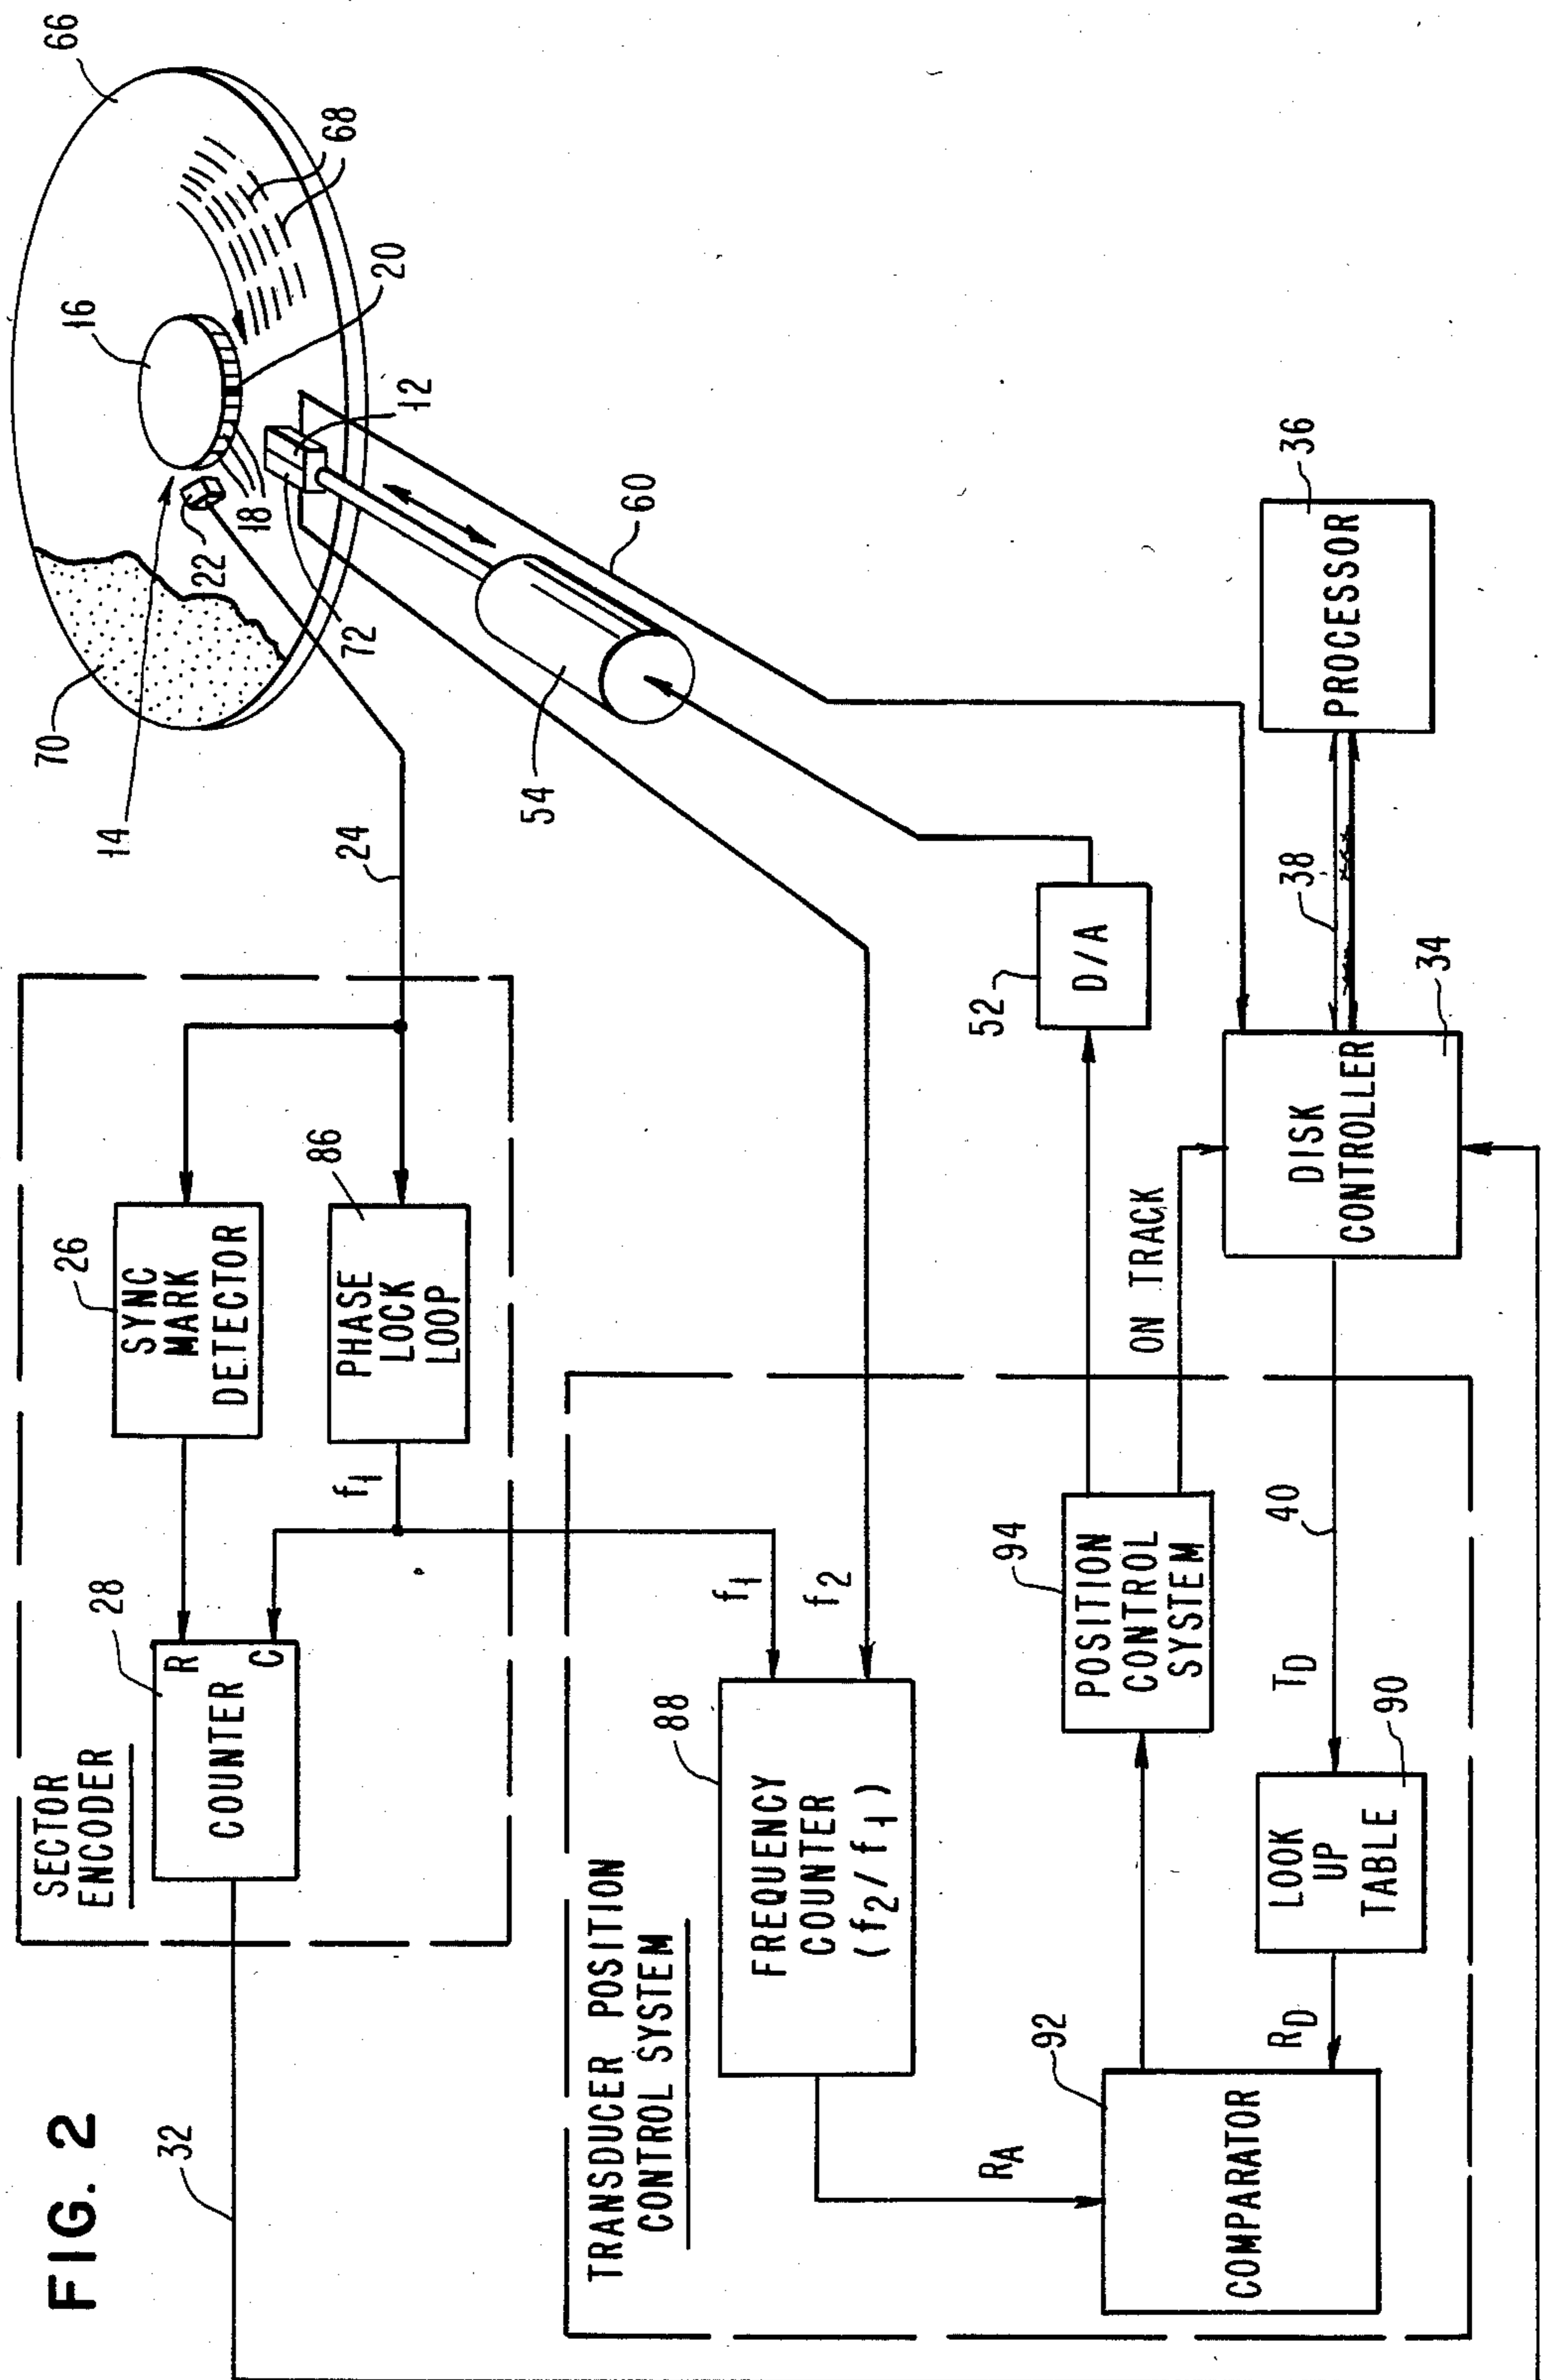 FIG. 2
32
SECTOR
ENCODER
28
COUNTER
R
C
26
SYNC
MARK
DETECTOR
86
PHASE
LOCK
LOOP
f1
24
14
70
22
18
16
66
68
20
12
72
54
60
TRANSDUCER POSITION
CONTROL SYSTEM
88
FREQUENCY
COUNTER
(f2/f1)
f1
f2
RA
92
COMPARATOR
RD
94
POSITION
CONTROL
SYSTEM
LOOK
UP
TABLE
90
TD
40
ON TRACK
52
D/A
DISK
CONTROLLER
34
38
PROCESSOR
36